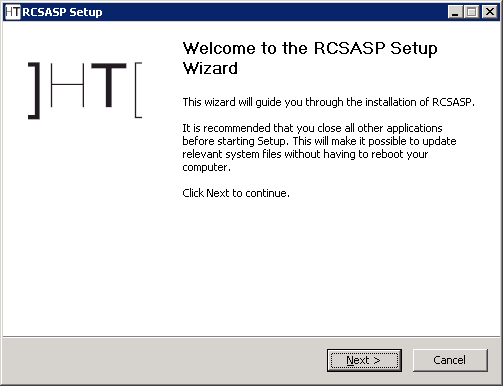 HT RCSASP Setup
]HT[
Welcome to the RCSASP Setup
Wizard
This wizard will guide you through the installation of RCSASP.
It is recommended that you close all other applications
before starting Setup. This will make it possible to update
relevant system files without having to reboot your
computer.
Click Next to continue.
Next >
Cancel